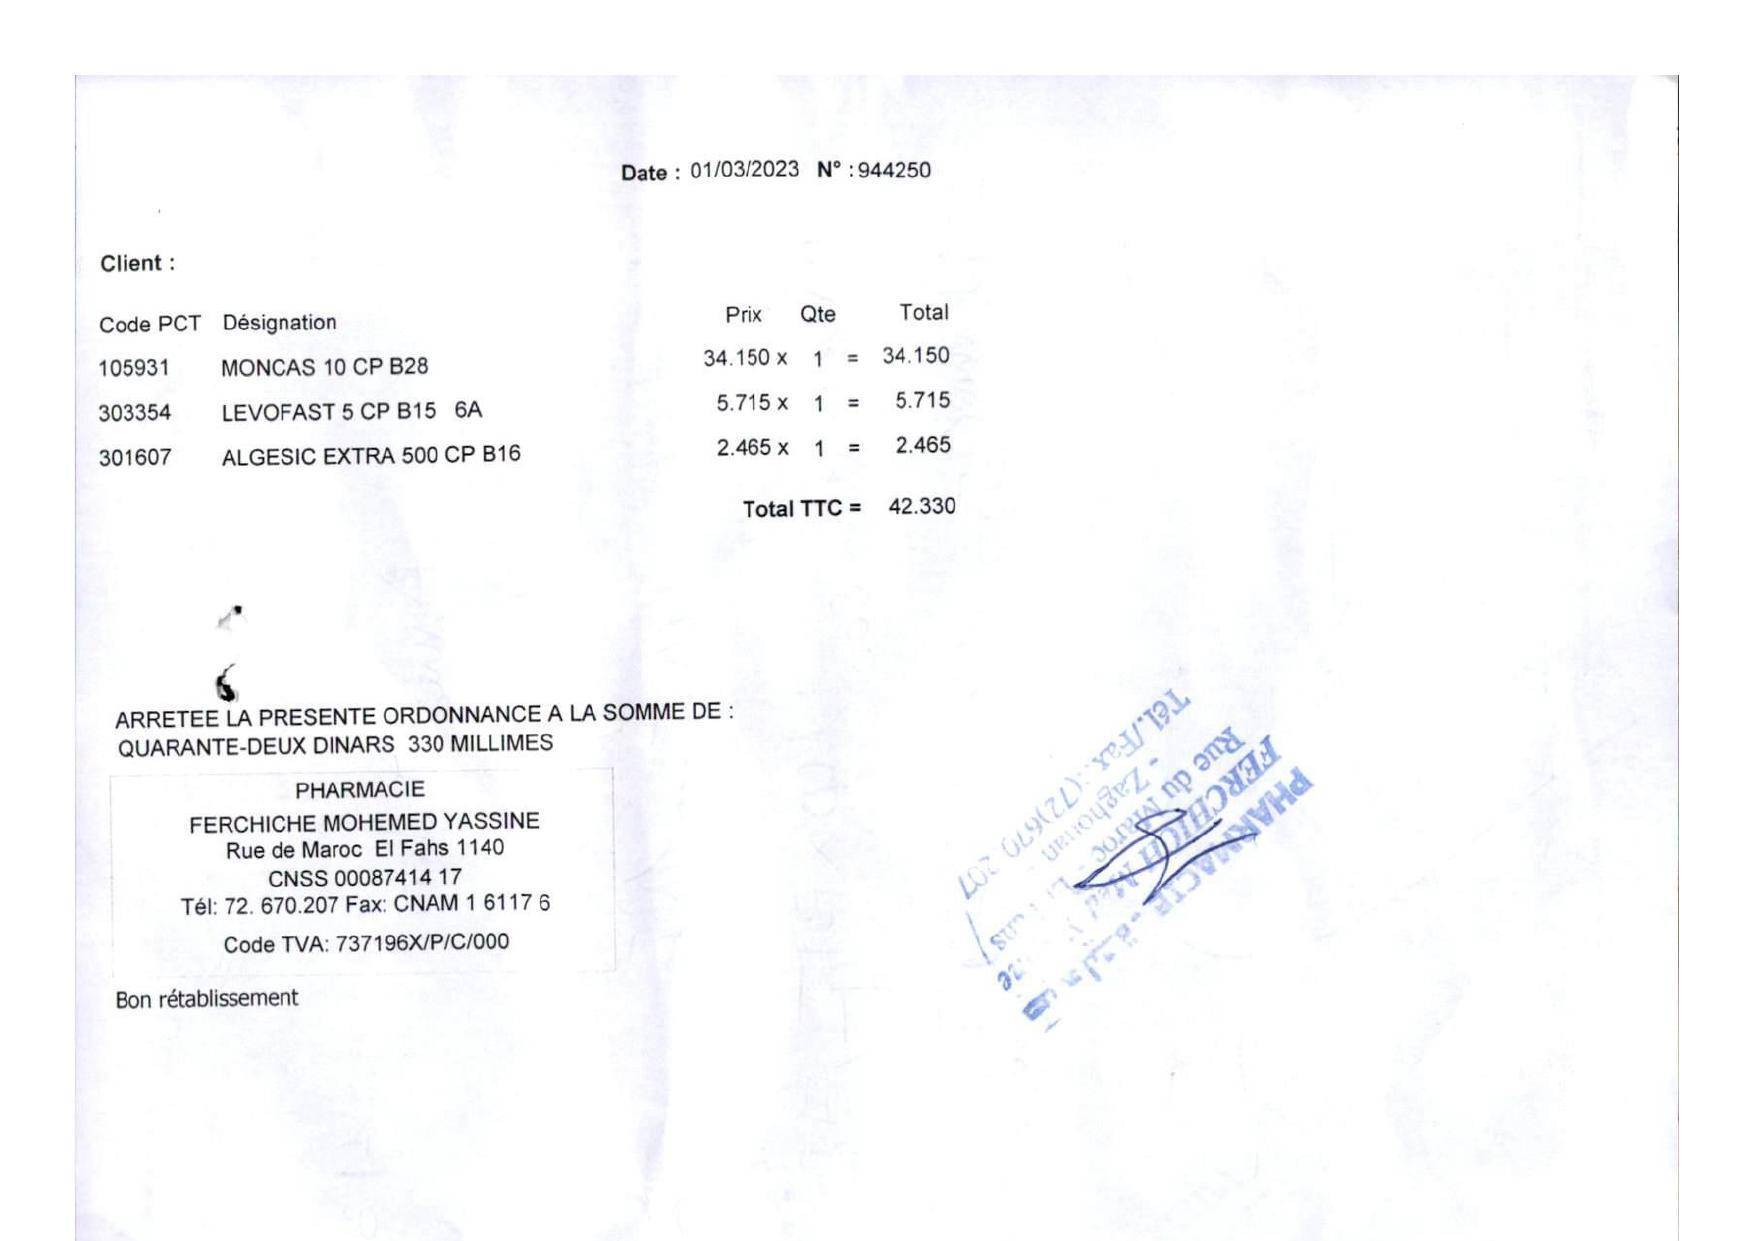 Date : 01/03/2023 N° : 944250
Client :
Code PCT Désignation Prix Qte Total
105931 MONCAS 10 CP B28 34.150 x 1 = 34.150
303354 LEVOFAST 5 CP B15 6A 5.715 x 1 = 5.715
301607 ALGESIC EXTRA 500 CP B16 2.465 x 1 = 2.465
Total TTC = 42.330
ARRETEE LA PRESENTE ORDONNANCE A LA SOMME DE :
QUARANTE-DEUX DINARS 330 MILLIMES
PHARMACIE
FERCHICHE MOHEMED YASSINE
Rue de Maroc El Fahs 1140
CNSS 00087414 17
Tél: 72. 670.207 Fax: CNAM 1 6117 6
Code TVA: 737196X/P/C/000
Bon rétablissement
PHARMACIE
FERCHICH Med
Rue du Maroc -
- Zaghouan
Tél./Fax.:(72)670 207